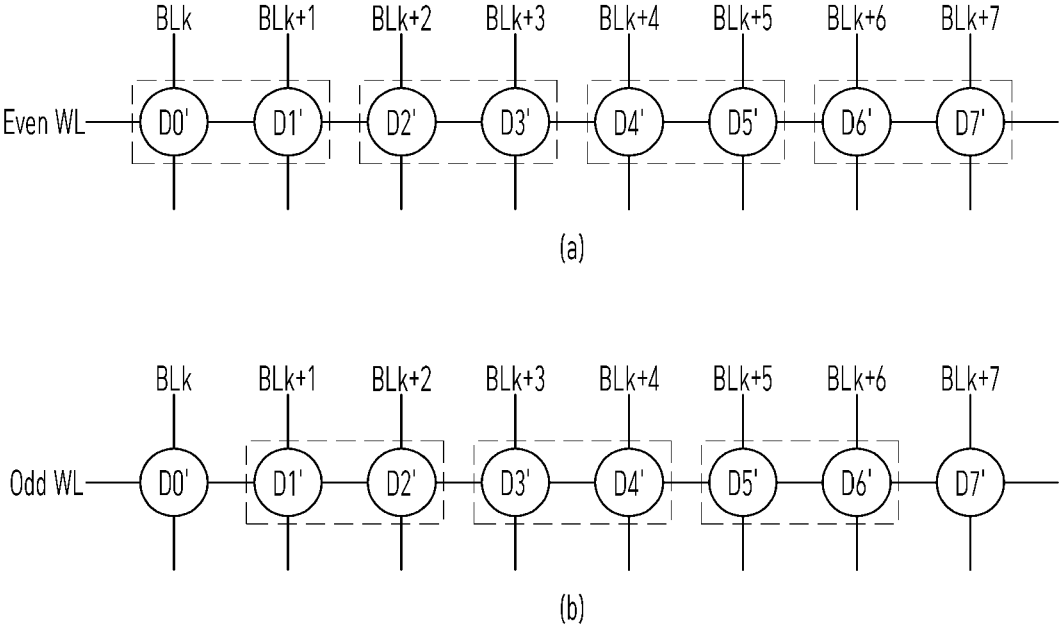 BLk BLk+1 BLk+2 BLk+3 BLk+4 BLk+5 BLk+6 BLk+7
Even WL D0' D1' D2' D3' D4' D5' D6' D7'
(a)
BLk BLk+1 BLk+2 BLk+3 BLk+4 BLk+5 BLk+6 BLk+7
Odd WL D0' D1' D2' D3' D4' D5' D6' D7'
(b)